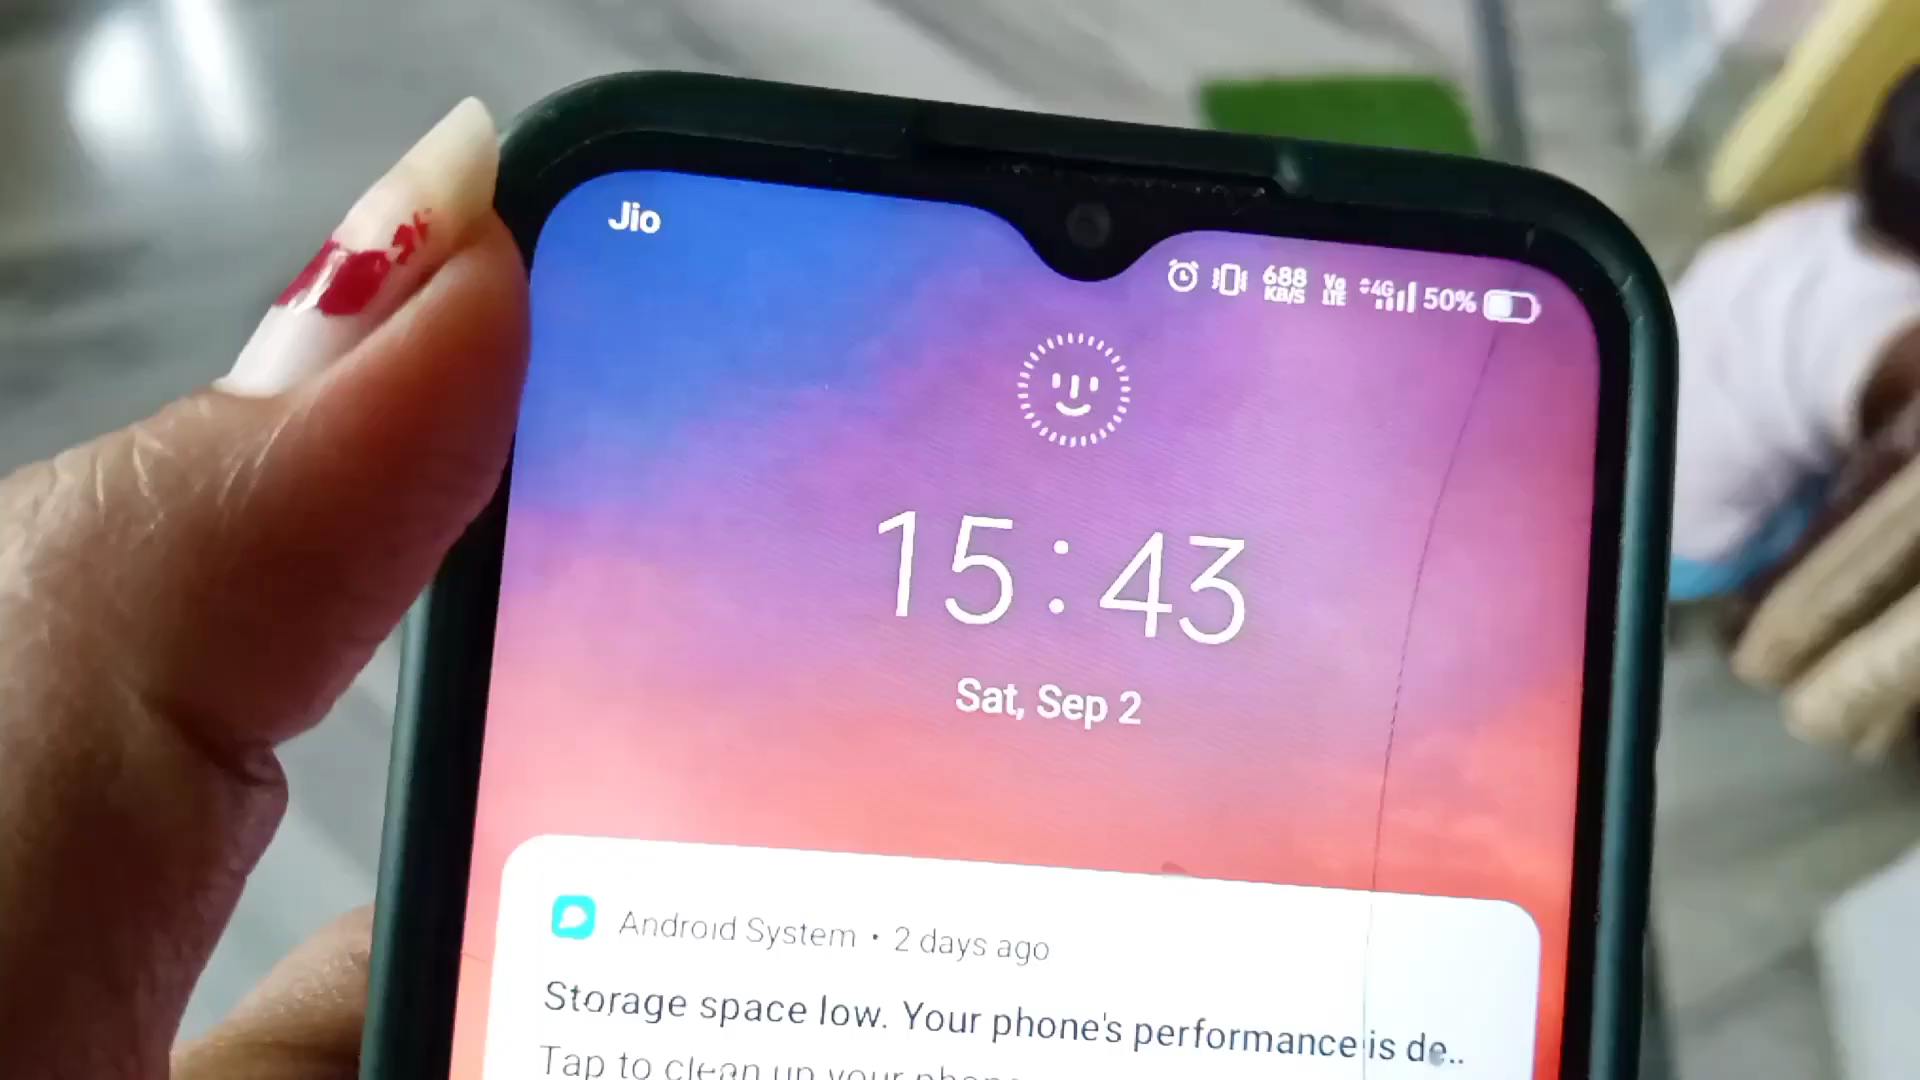 Jio
688 KB/S Vo LTE 4G 50%
15:43
Sat, Sep 2
Android System • 2 days ago
Storage space low. Your phone's performance is de..
Tap to clean up your phone